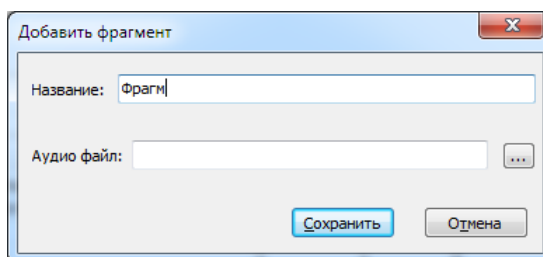 Добавить фрагмент
Название: Фрагм
Аудио файл: ...
Сохранить Отмена